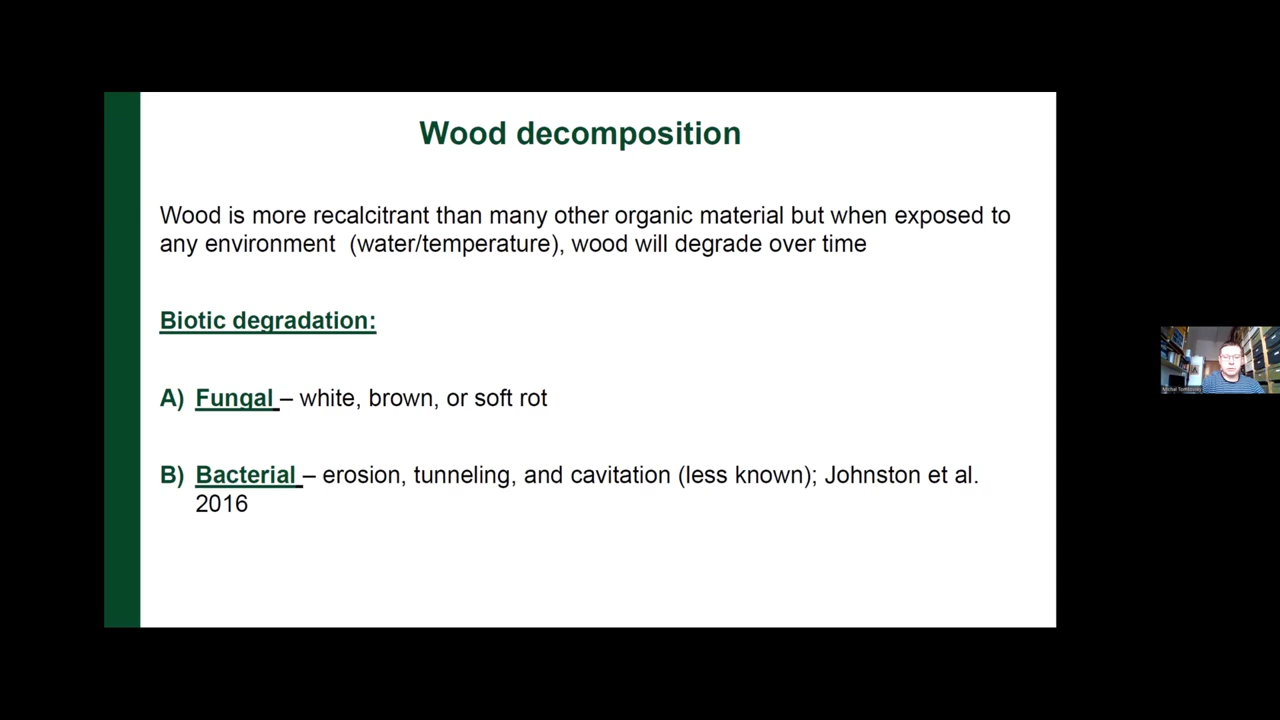 Wood decomposition
Wood is more recalcitrant than many other organic material but when exposed to
any environment (water/temperature), wood will degrade over time
Biotic degradation:
A) Fungal – white, brown, or soft rot
B) Bacterial – erosion, tunneling, and cavitation (less known); Johnston et al.
2016